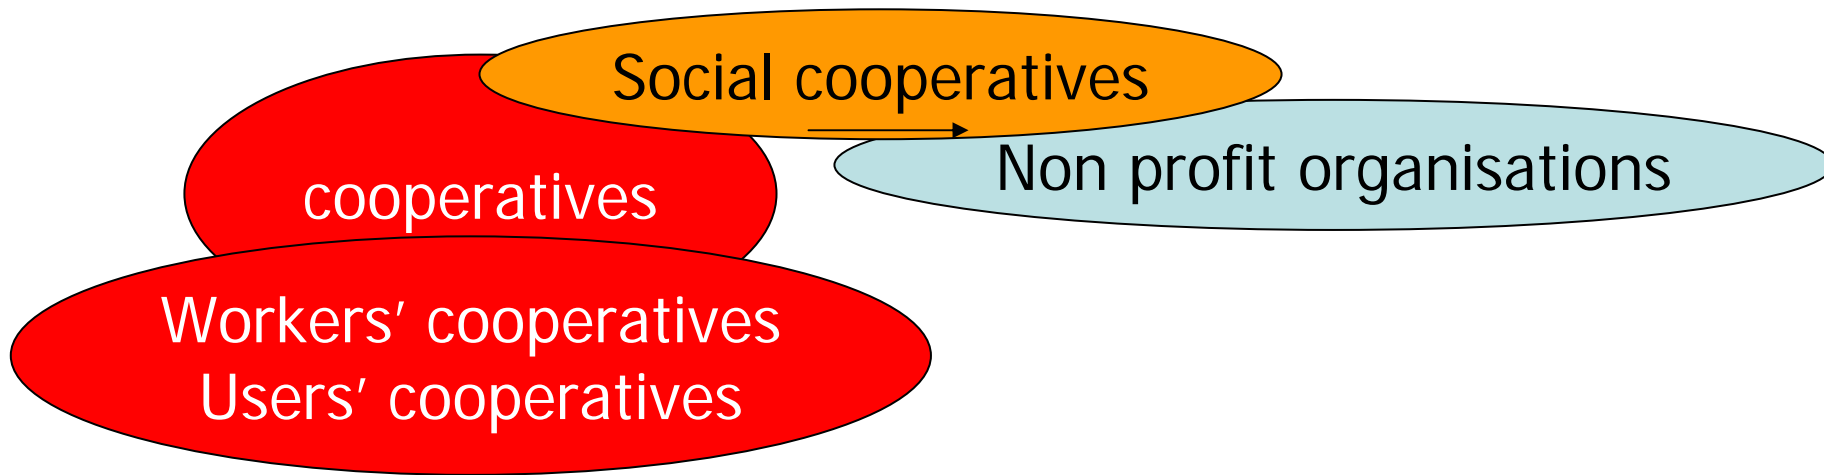 Social cooperatives
Non profit organisations
cooperatives
Workers’ cooperatives
Users’ cooperatives